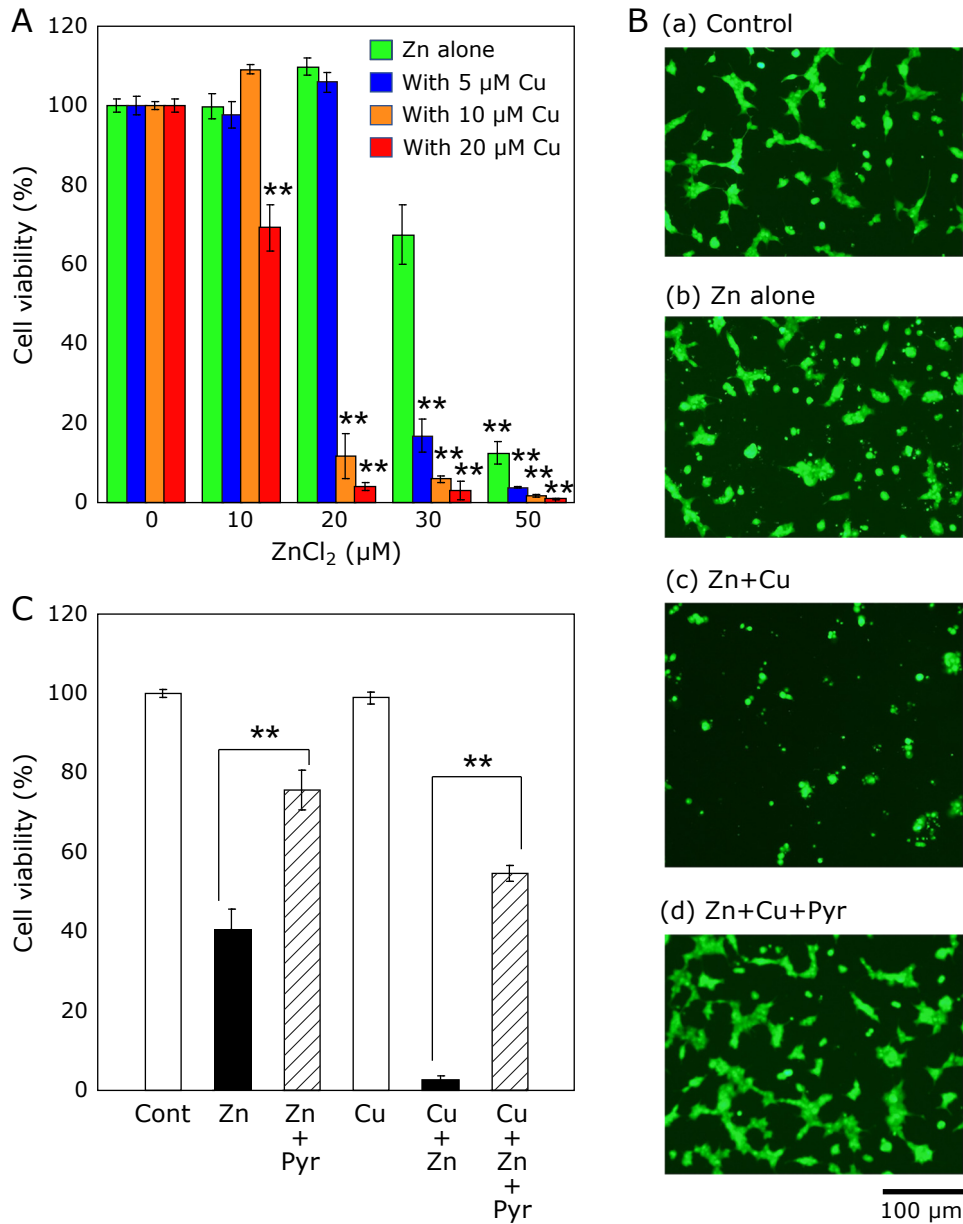 A
120
100
80
60
40
20
0
Cell viability (%)
Zn alone
With 5 µM Cu
With 10 µM Cu
With 20 µM Cu
**
**
**
**
**
**
**
**
**
**
0 10 20 30 50
ZnCl₂ (µM)
B
(a) Control
(b) Zn alone
(c) Zn+Cu
(d) Zn+Cu+Pyr
100 µm
C
120
100
80
60
40
20
0
Cell viability (%)
**
**
Cont Zn Zn Cu Cu Cu
+ + +
Pyr Zn Zn
+
Pyr